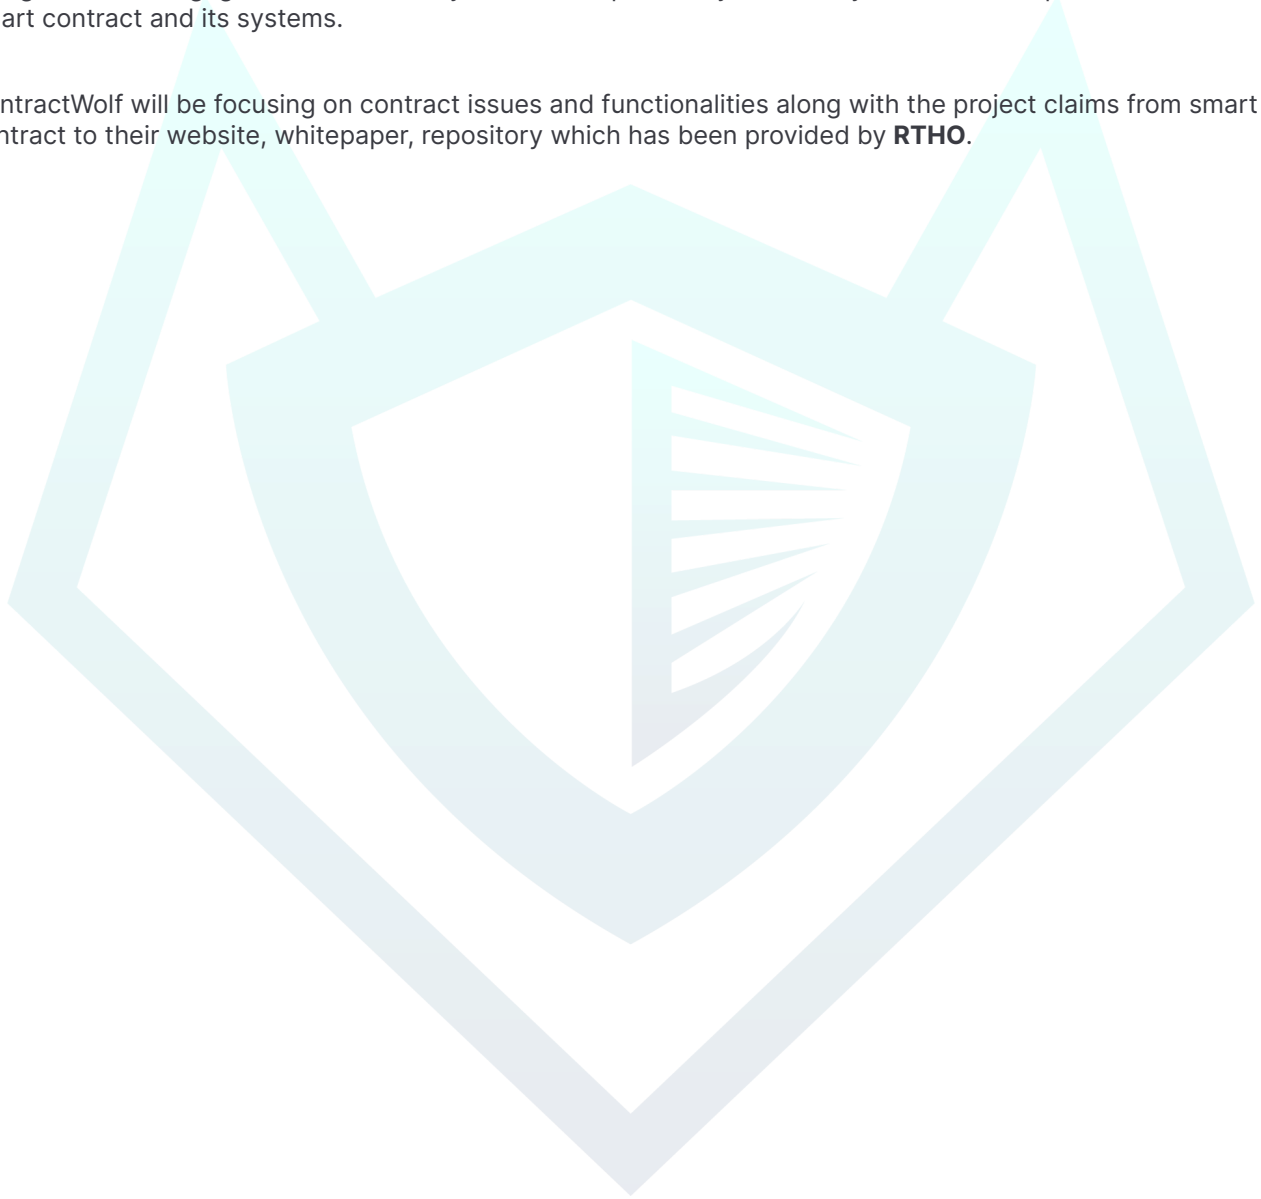 art contract and its systems.
ntractWolf will be focusing on contract issues and functionalities along with the project claims from smart
ntract to their website, whitepaper, repository which has been provided by RTHO.